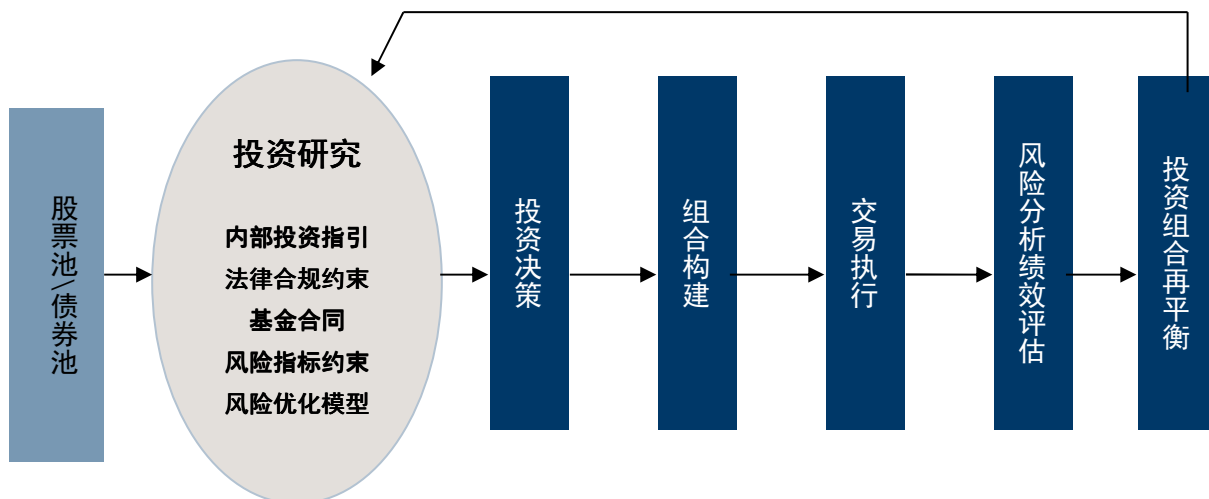 股票池/债券池
投资研究
内部投资指引
法律合规约束
基金合同
风险指标约束
风险优化模型
投资决策
组合构建
交易执行
风险分析绩效评估
投资组合再平衡